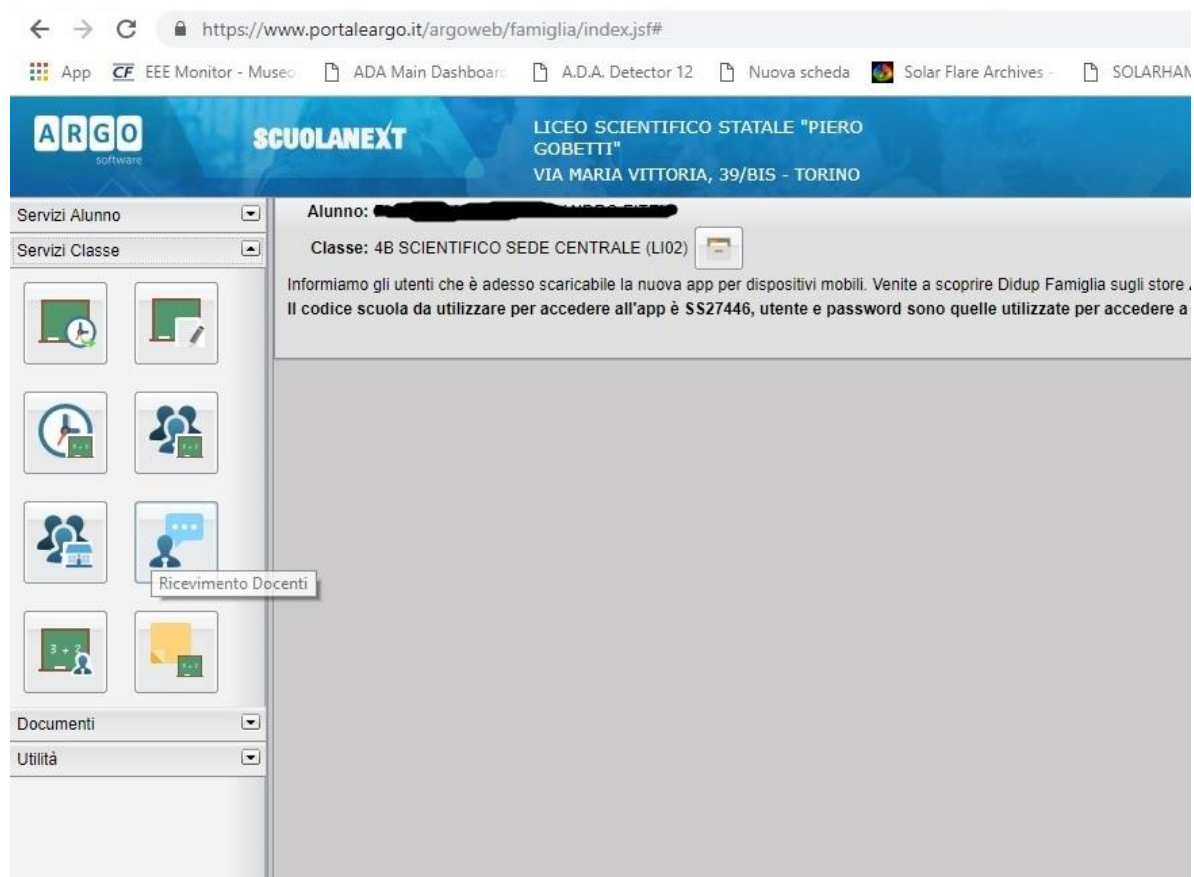 https://www.portaleargo.it/argoweb/famiglia/index.jsf#
App CF EEE Monitor - Museo ADA Main Dashboard A.D.A. Detector 12 Nuova scheda Solar Flare Archives - SOLARHAM
ARGO software
SCUOLANEXT
LICEO SCIENTIFICO STATALE "PIERO
GOBETTI"
VIA MARIA VITTORIA, 39/BIS - TORINO
Servizi Alunno
Servizi Classe
Alunno:
Classe: 4B SCIENTIFICO SEDE CENTRALE (LI02)
Informiamo gli utenti che è adesso scaricabile la nuova app per dispositivi mobili. Venite a scoprire Didup Famiglia sugli store
Il codice scuola da utilizzare per accedere all'app è SS27446, utente e password sono quelle utilizzate per accedere a
Ricevimento Docenti
3 + 2
Documenti
Utilità